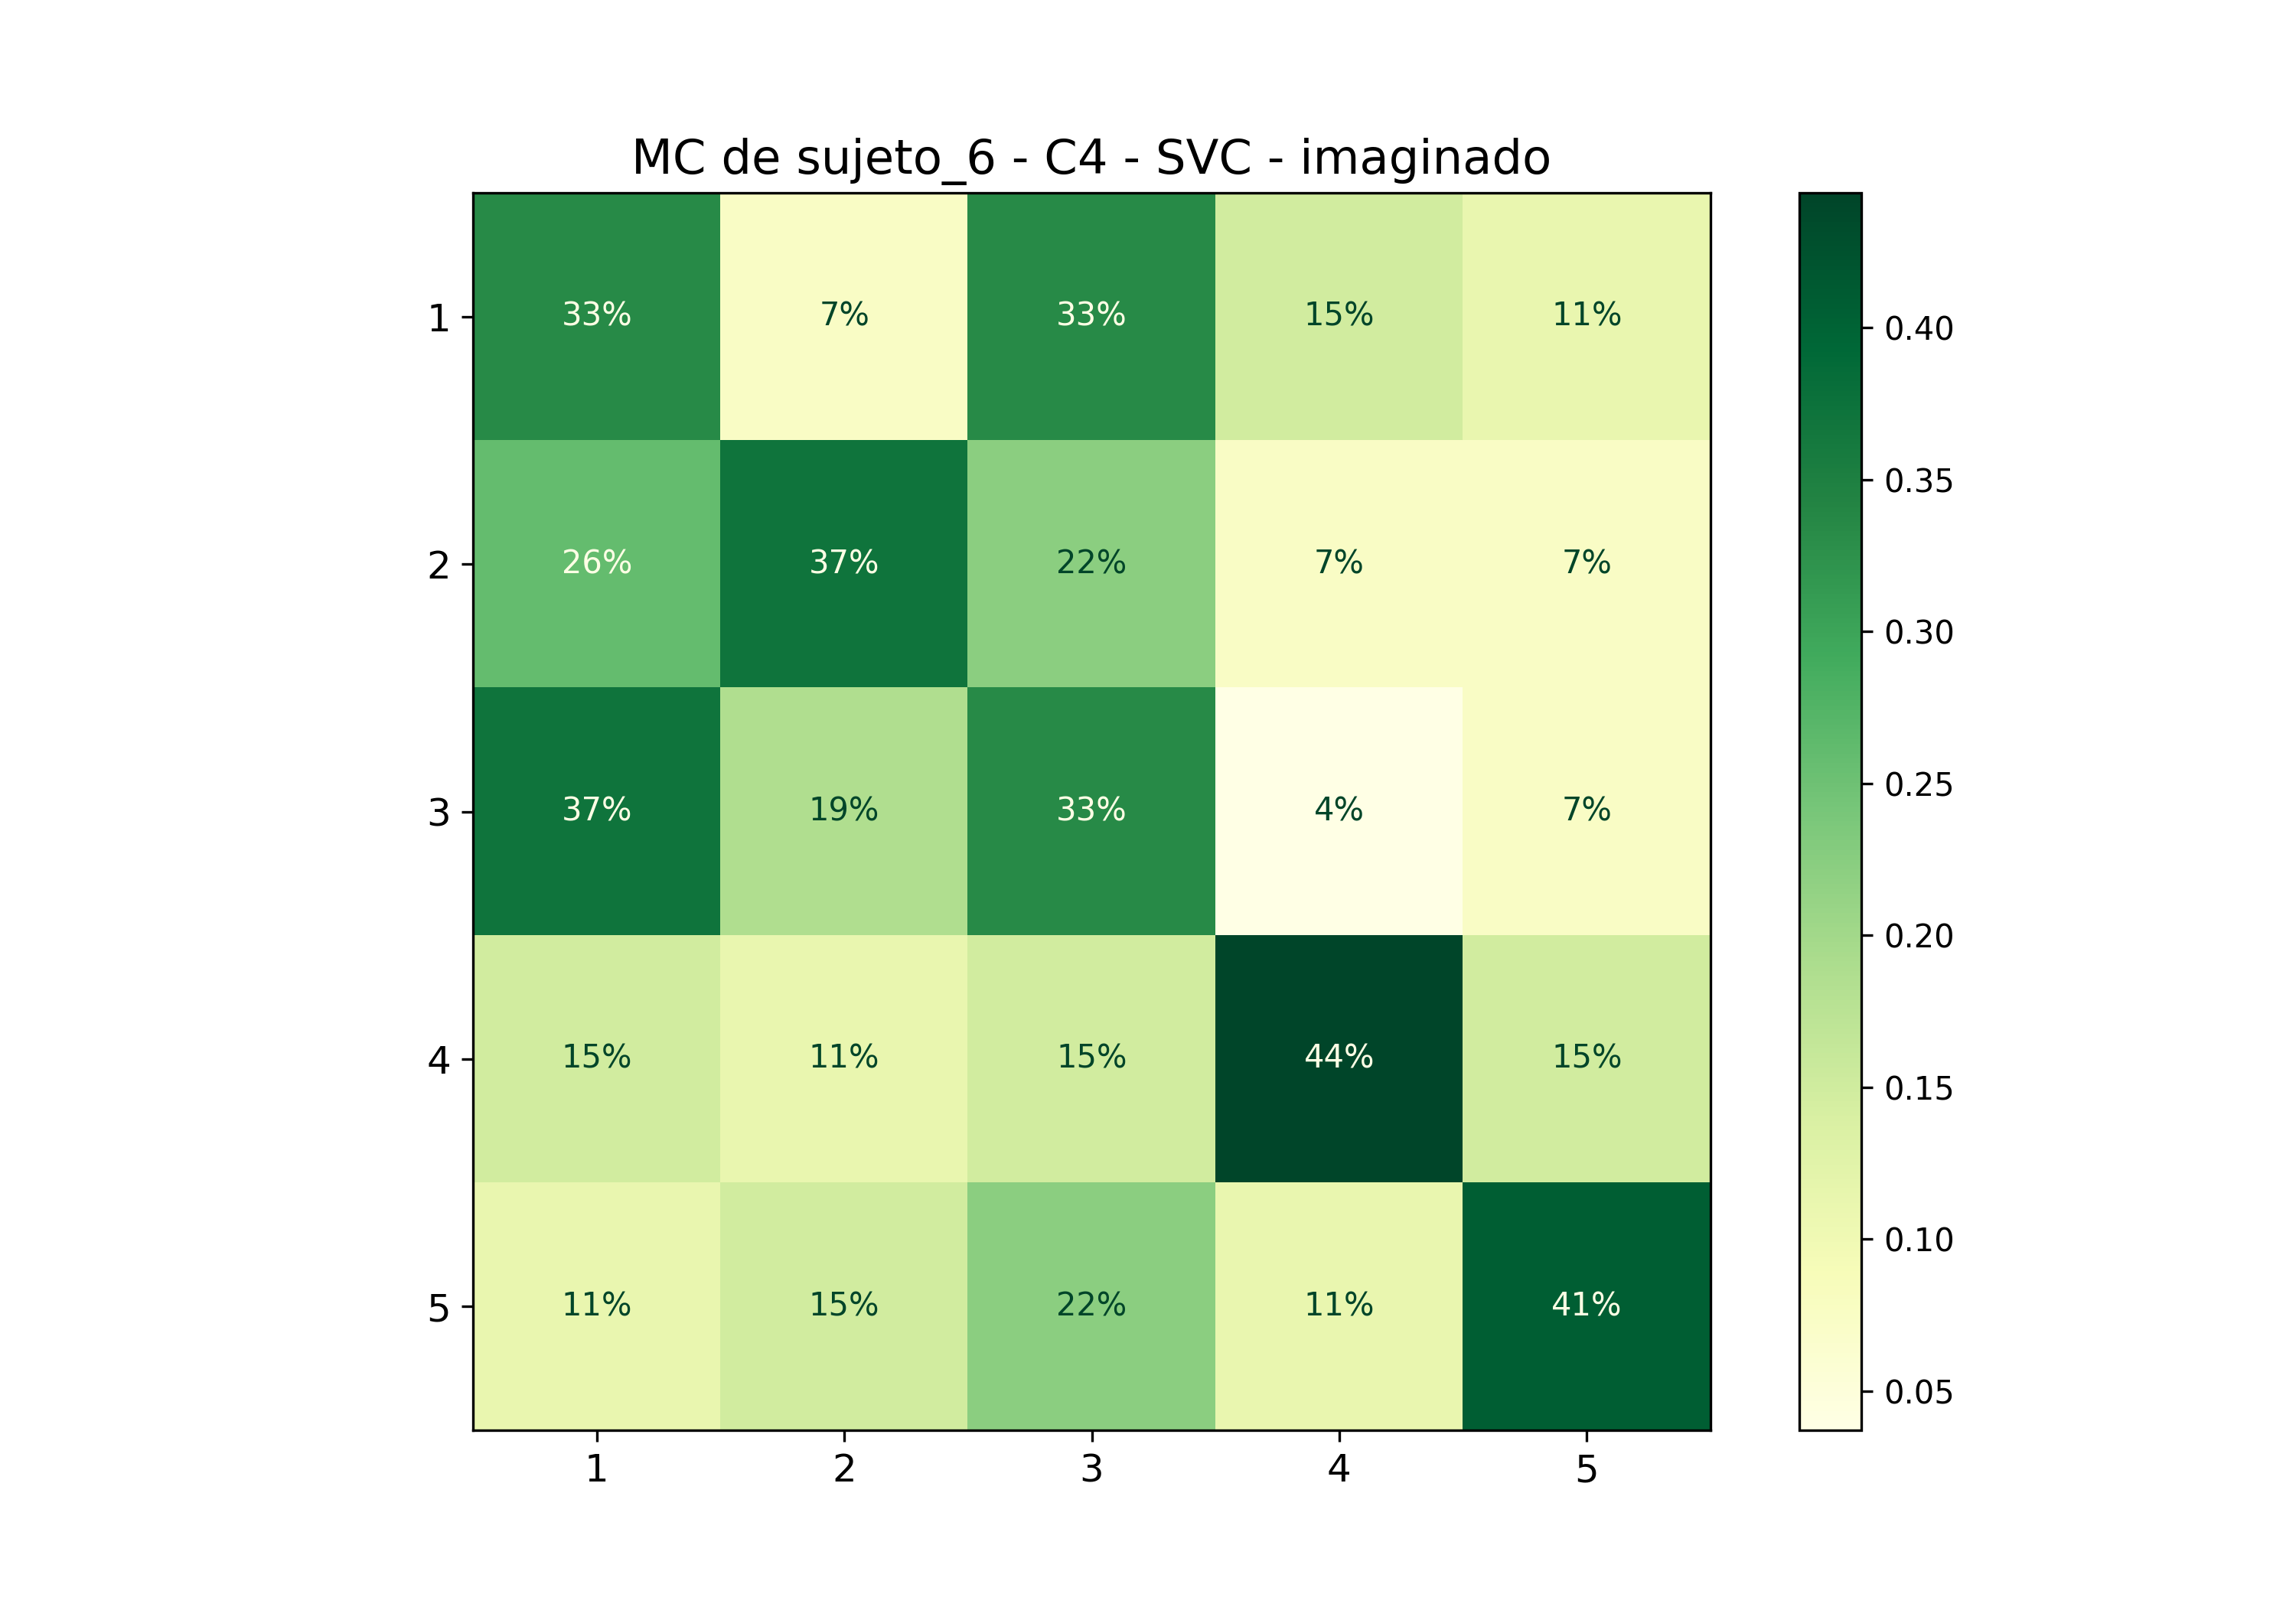 MC de sujeto_6 - C4 - SVC - imaginado
1 33% 7% 33% 15% 11%
2 26% 37% 22% 7% 7%
3 37% 19% 33% 4% 7%
4 15% 11% 15% 44% 15%
5 11% 15% 22% 11% 41%
1 2 3 4 5
0.40
0.35
0.30
0.25
0.20
0.15
0.10
0.05